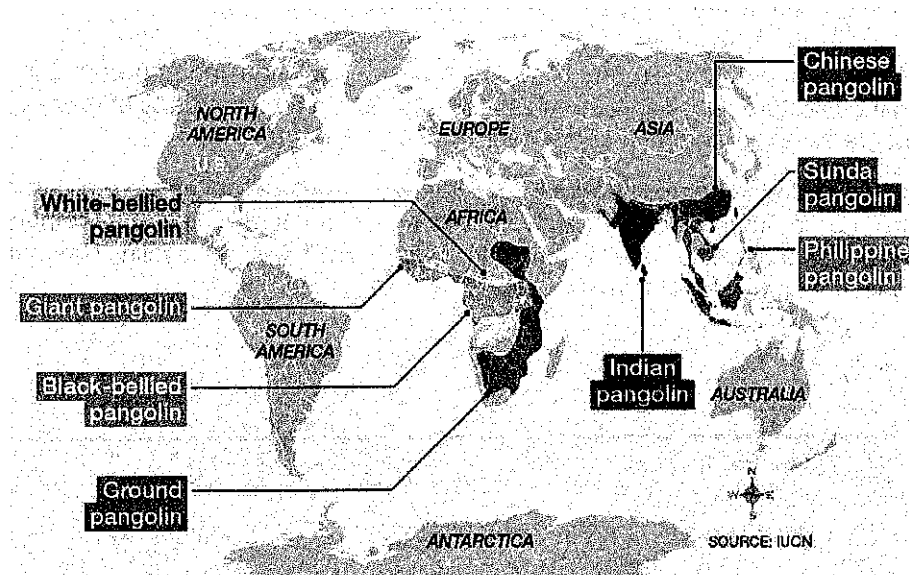 Chinese
pangolin
NORTH
AMERICA
EUROPE
ASIA
U.S.
Sunda
pangolin
White-bellied
pangolin
AFRICA
Philippine
pangolin
Giant pangolin
SOUTH
AMERICA
Black-bellied
pangolin
Indian
pangolin
AUSTRALIA
Ground
pangolin
N
W E
S
ANTARCTICA
SOURCE: IUCN